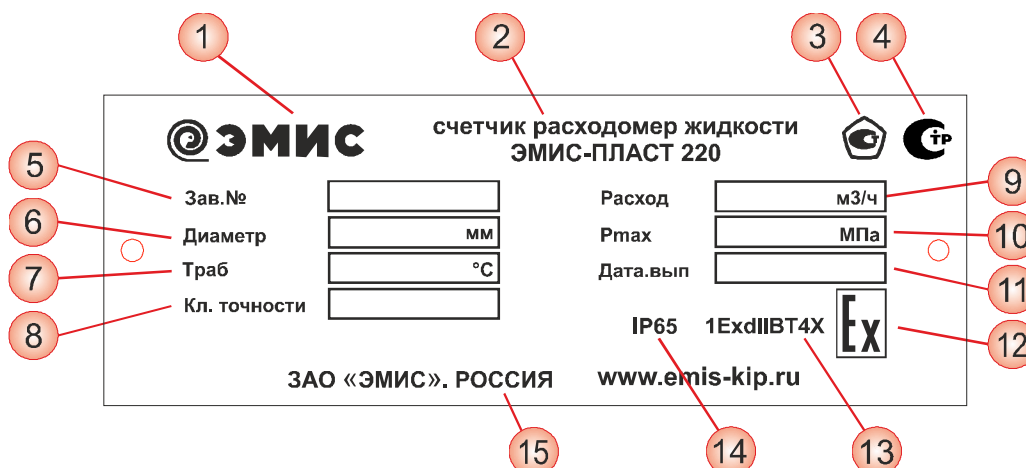 1 2 3 4
ЭМИС
счетчик расходомер жидкости
ЭМИС-ПЛАСТ 220
СТР
5 Зав.№ Расход м3/ч 9
6 Диаметр мм Pmax МПа 10
7 Траб °С Дата.вып 11
8 Кл. точности
IP65 1ExdIIBT4X Ex 12
ЗАО «ЭМИС». РОССИЯ www.emis-kip.ru
15 14 13